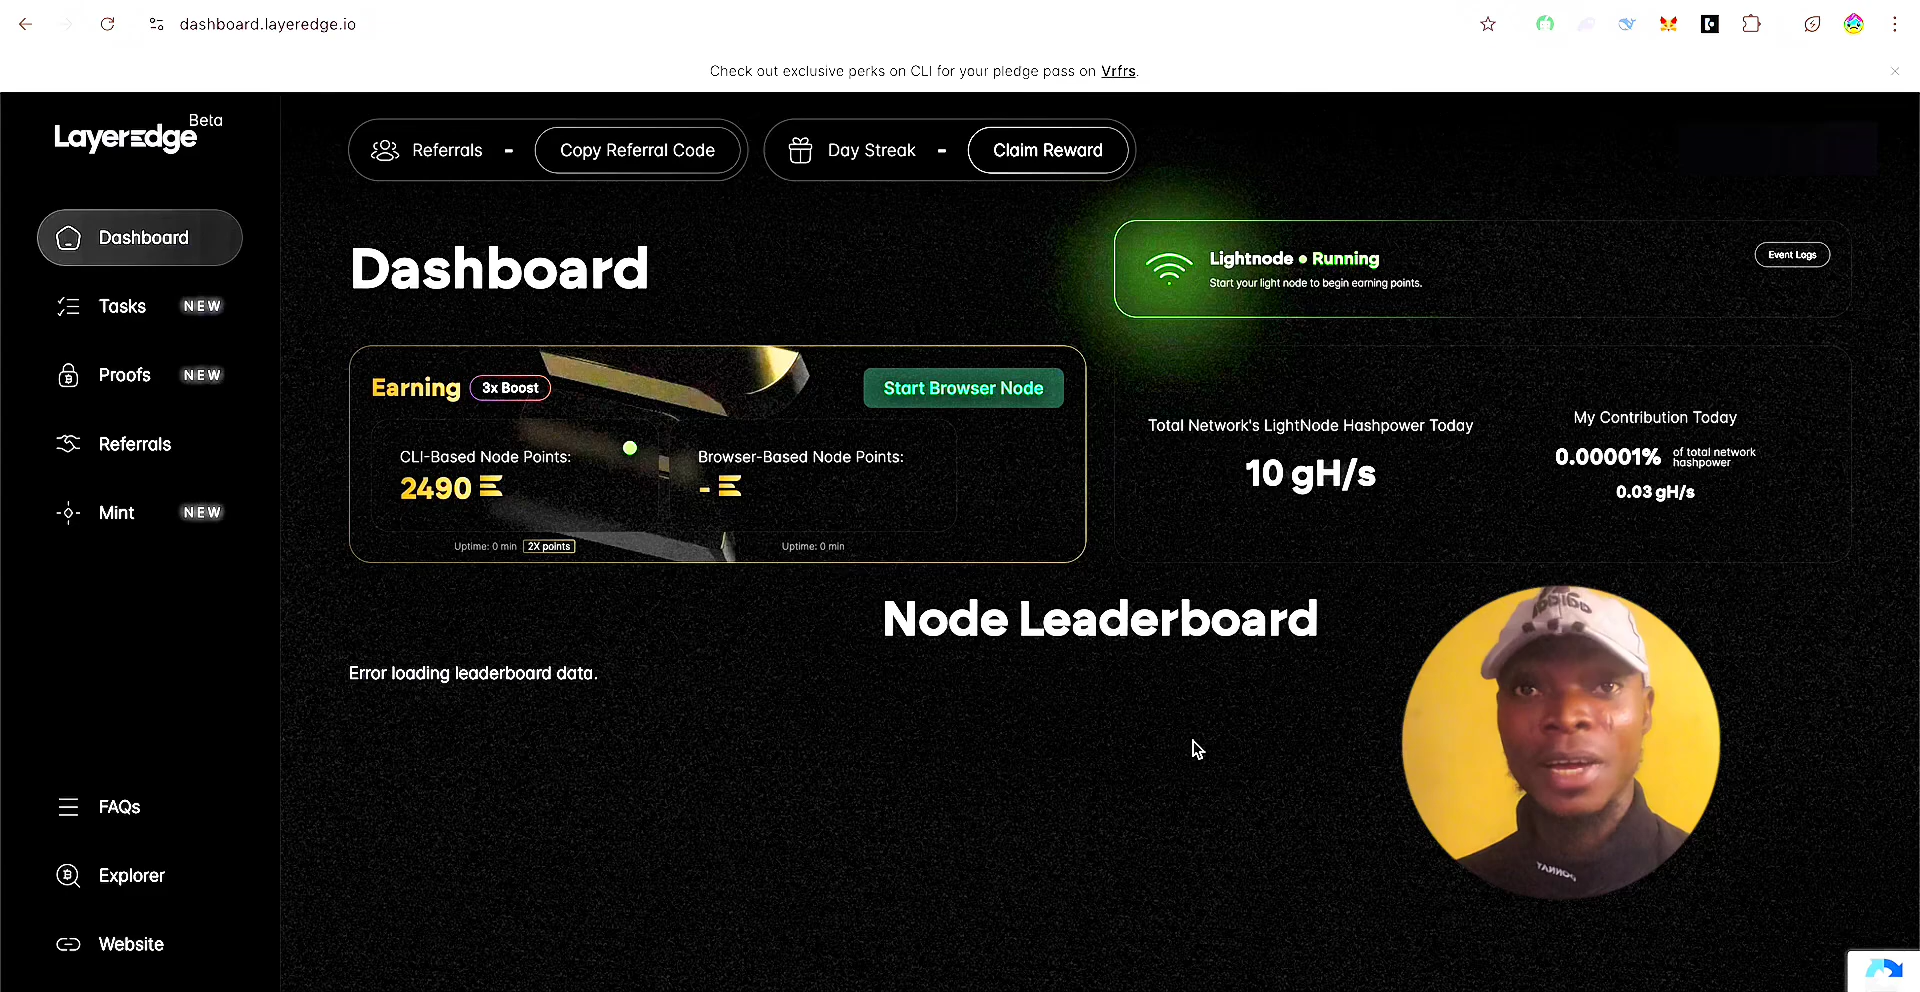 dashboard.layeredge.io
Check out exclusive perks on CLI for your pledge pass on Vrfrs.
LayerEdge Beta
Referrals - Copy Referral Code
Day Streak - Claim Reward
Dashboard
Tasks NEW
Proofs NEW
Referrals
Mint NEW
FAQs
Explorer
Website
Dashboard
Lightnode • Running
Start your light node to begin earning points.
Event Logs
Earning 3x Boost
Start Browser Node
CLI-Based Node Points:
2490
Uptime: 0 min 2X points
Browser-Based Node Points:
-
Uptime: 0 min
Total Network's LightNode Hashpower Today
10 gH/s
My Contribution Today
0.00001% of total network
hashpower
0.03 gH/s
Node Leaderboard
Error loading leaderboard data.